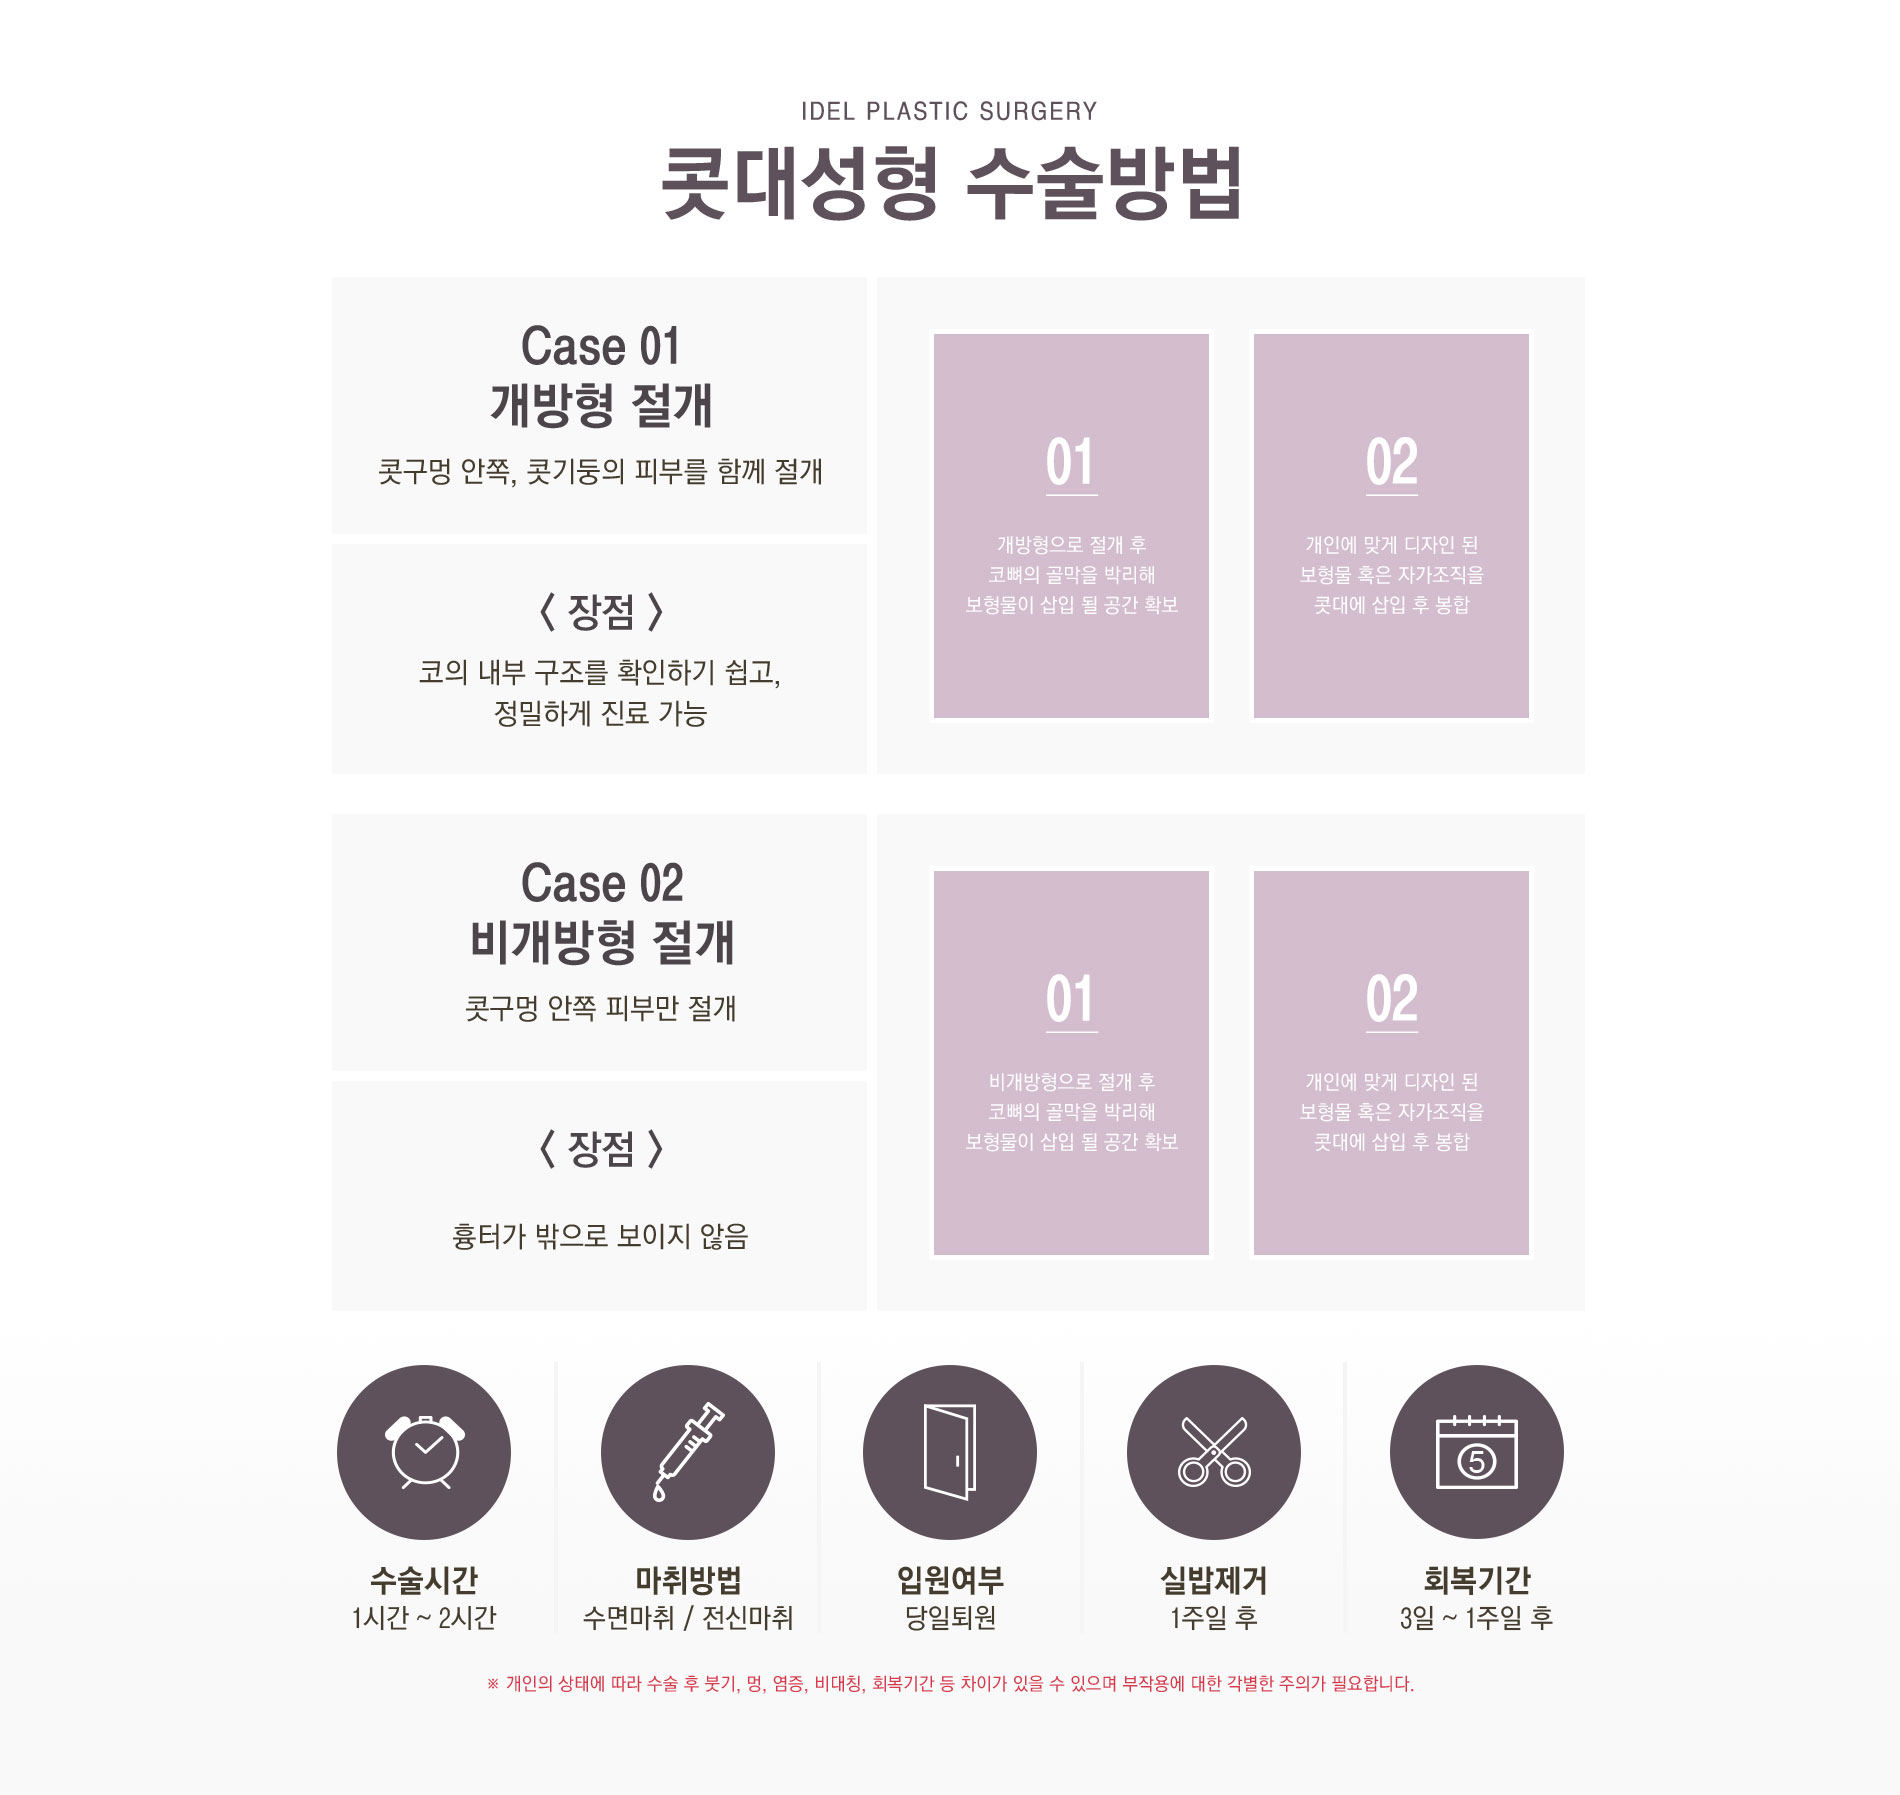 IDEL PLASTIC SURGERY
콧대성형 수술방법
Case 01
개방형 절개
콧구멍 안쪽, 콧기둥의 피부를 함께 절개
〈 장점 〉
코의 내부 구조를 확인하기 쉽고,
정밀하게 진료 가능
01
개방형으로 절개 후
코뼈의 골막을 박리해
보형물이 삽입 될 공간 확보
02
개인에 맞게 디자인 된
보형물 혹은 자가조직을
콧대에 삽입 후 봉합
Case 02
비개방형 절개
콧구멍 안쪽 피부만 절개
〈 장점 〉
흉터가 밖으로 보이지 않음
01
비개방형으로 절개 후
코뼈의 골막을 박리해
보형물이 삽입 될 공간 확보
02
개인에 맞게 디자인 된
보형물 혹은 자가조직을
콧대에 삽입 후 봉합
수술시간
1시간 ~ 2시간
마취방법
수면마취 / 전신마취
입원여부
당일퇴원
실밥제거
1주일 후
5
회복기간
3일 ~ 1주일 후
※ 개인의 상태에 따라 수술 후 붓기, 멍, 염증, 비대칭, 회복기간 등 차이가 있을 수 있으며 부작용에 대한 각별한 주의가 필요합니다.